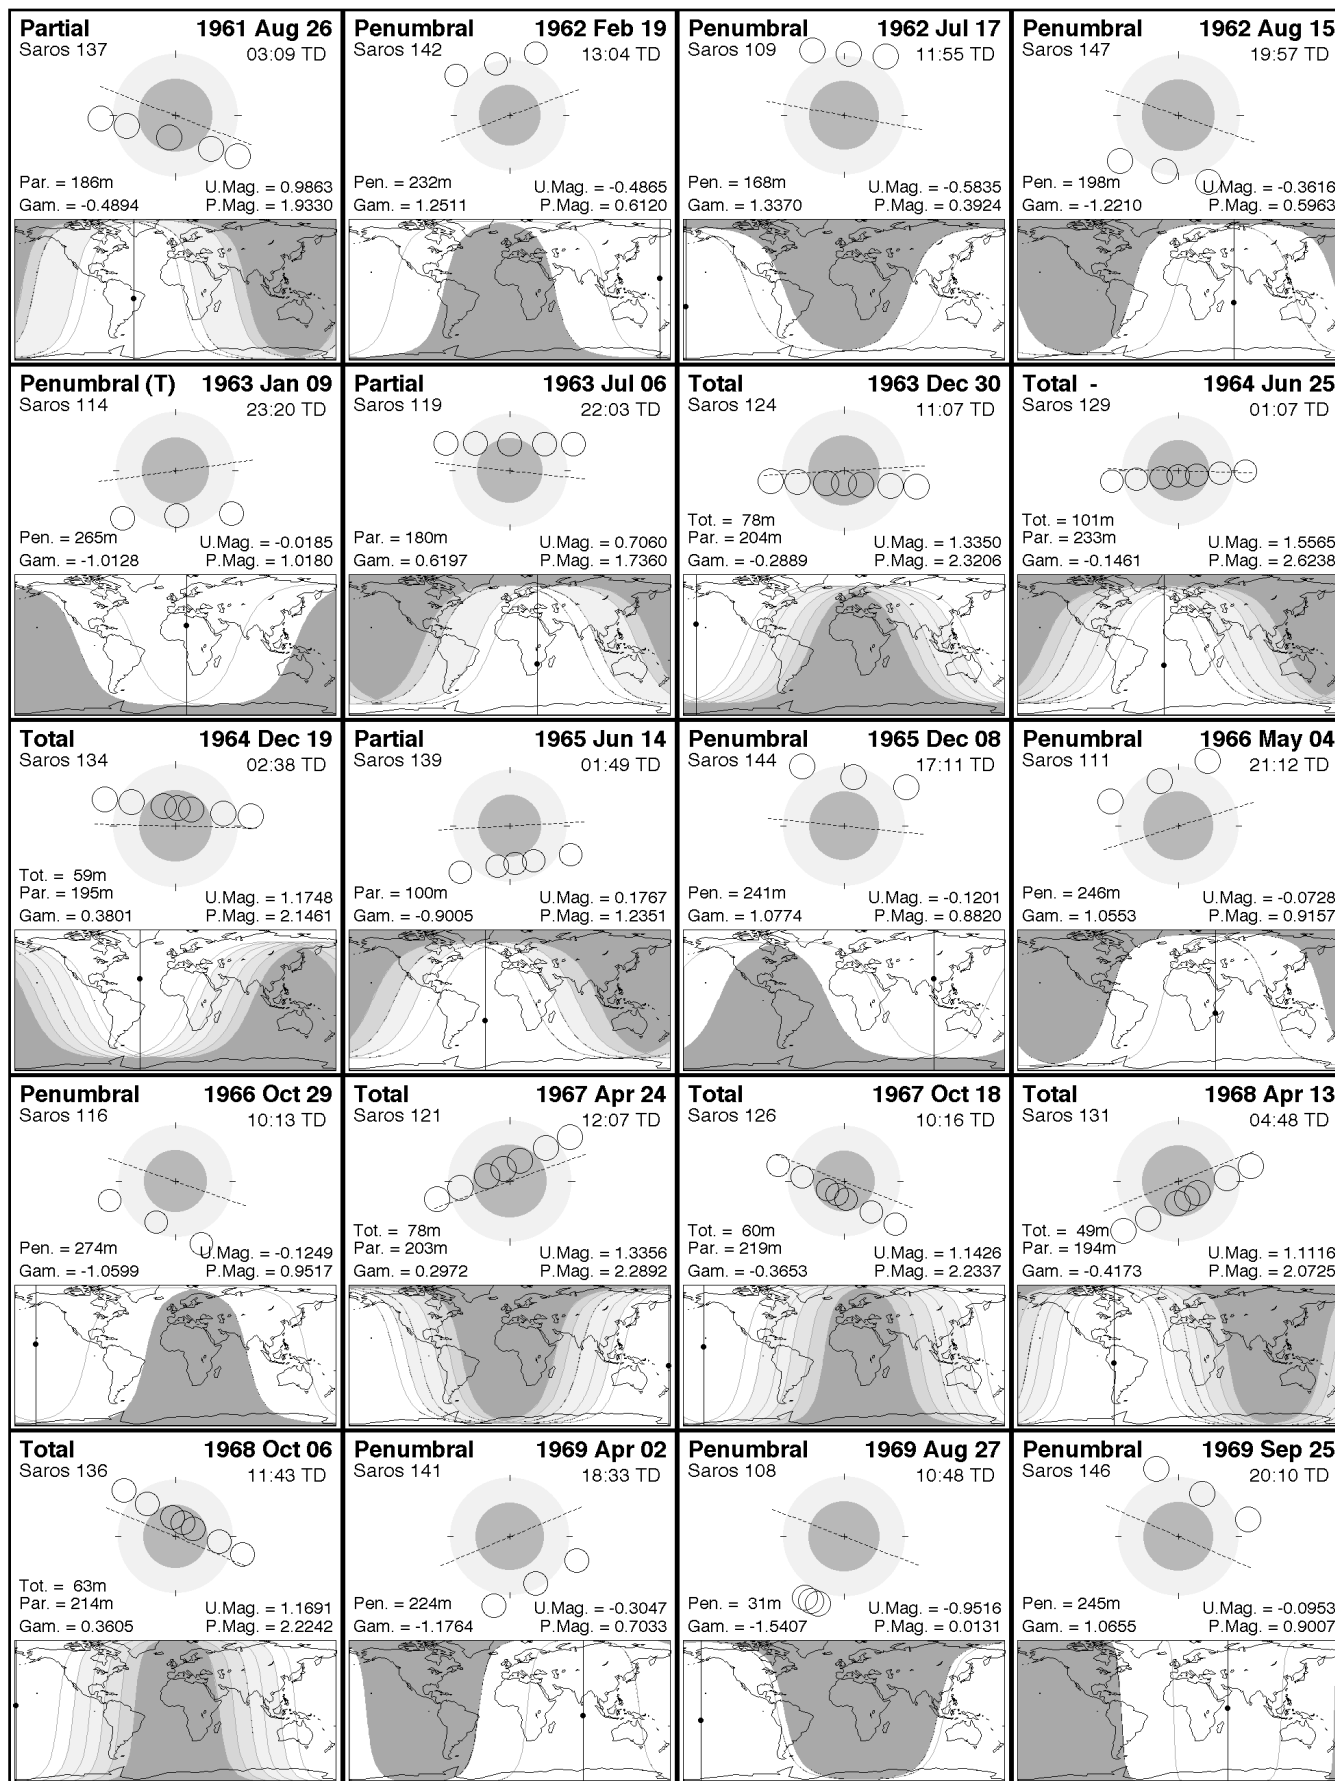 Partial 1961 Aug 26
Saros 137 03:09 TD
Par. = 186m U.Mag. = 0.9863
Gam. = -0.4894 P.Mag. = 1.9330
Penumbral 1962 Feb 19
Saros 142 13:04 TD
Pen. = 232m U.Mag. = -0.4865
Gam. = 1.2511 P.Mag. = 0.6120
Penumbral 1962 Jul 17
Saros 109 11:55 TD
Pen. = 168m U.Mag. = -0.5835
Gam. = 1.3370 P.Mag. = 0.3924
Penumbral 1962 Aug 15
Saros 147 19:57 TD
Pen. = 198m U.Mag. = -0.3616
Gam. = -1.2210 P.Mag. = 0.5963
Penumbral (T) 1963 Jan 09
Saros 114 23:20 TD
Pen. = 265m U.Mag. = -0.0185
Gam. = -1.0128 P.Mag. = 1.0180
Partial 1963 Jul 06
Saros 119 22:03 TD
Par. = 180m U.Mag. = 0.7060
Gam. = 0.6197 P.Mag. = 1.7360
Total 1963 Dec 30
Saros 124 11:07 TD
Tot. = 78m
Par. = 204m U.Mag. = 1.3350
Gam. = -0.2889 P.Mag. = 2.3206
Total - 1964 Jun 25
Saros 129 01:07 TD
Tot. = 101m
Par. = 233m U.Mag. = 1.5565
Gam. = -0.1461 P.Mag. = 2.6238
Total 1964 Dec 19
Saros 134 02:38 TD
Tot. = 59m
Par. = 195m U.Mag. = 1.1748
Gam. = 0.3801 P.Mag. = 2.1461
Partial 1965 Jun 14
Saros 139 01:49 TD
Par. = 100m U.Mag. = 0.1767
Gam. = -0.9005 P.Mag. = 1.2351
Penumbral 1965 Dec 08
Saros 144 17:11 TD
Pen. = 241m U.Mag. = -0.1201
Gam. = 1.0774 P.Mag. = 0.8820
Penumbral 1966 May 04
Saros 111 21:12 TD
Pen. = 246m U.Mag. = -0.0728
Gam. = 1.0553 P.Mag. = 0.9157
Penumbral 1966 Oct 29
Saros 116 10:13 TD
Pen. = 274m U.Mag. = -0.1249
Gam. = -1.0599 P.Mag. = 0.9517
Total 1967 Apr 24
Saros 121 12:07 TD
Tot. = 78m
Par. = 203m U.Mag. = 1.3356
Gam. = 0.2972 P.Mag. = 2.2892
Total 1967 Oct 18
Saros 126 10:16 TD
Tot. = 60m
Par. = 219m U.Mag. = 1.1426
Gam. = -0.3653 P.Mag. = 2.2337
Total 1968 Apr 13
Saros 131 04:48 TD
Tot. = 49m
Par. = 194m U.Mag. = 1.1116
Gam. = -0.4173 P.Mag. = 2.0725
Total 1968 Oct 06
Saros 136 11:43 TD
Tot. = 63m
Par. = 214m U.Mag. = 1.1691
Gam. = 0.3605 P.Mag. = 2.2242
Penumbral 1969 Apr 02
Saros 141 18:33 TD
Pen. = 224m U.Mag. = -0.3047
Gam. = -1.1764 P.Mag. = 0.7033
Penumbral 1969 Aug 27
Saros 108 10:48 TD
Pen. = 31m U.Mag. = -0.9516
Gam. = -1.5407 P.Mag. = 0.0131
Penumbral 1969 Sep 25
Saros 146 20:10 TD
Pen. = 245m U.Mag. = -0.0953
Gam. = 1.0655 P.Mag. = 0.9007